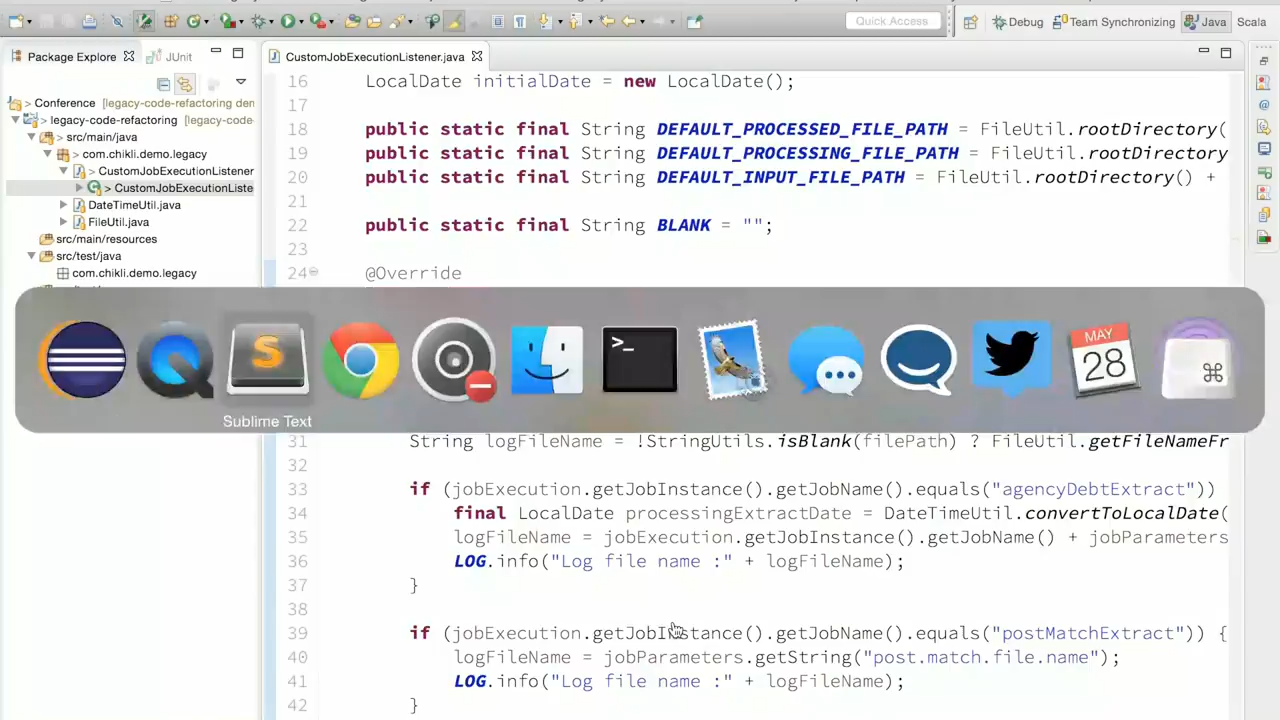 Quick Access
Debug
Team Synchronizing
Java
Scala
Package Explore
JUnit
CustomJobExecutionListener.java
> Conference [legacy-code-refactoring den
> legacy-code-refactoring [legacy-code-
> src/main/java
> com.chikli.demo.legacy
> CustomJobExecutionListener
> CustomJobExecutionListe
DateTimeUtil.java
FileUtil.java
src/main/resources
src/test/java
com.chikli.demo.legacy
16 LocalDate initialDate = new LocalDate();
17
18 public static final String DEFAULT_PROCESSED_FILE_PATH = FileUtil.rootDirectory(
19 public static final String DEFAULT_PROCESSING_FILE_PATH = FileUtil.rootDirectory
20 public static final String DEFAULT_INPUT_FILE_PATH = FileUtil.rootDirectory() +
21
22 public static final String BLANK = "";
23
24 @Override
>_
S
MAY
28
⌘
Sublime Text
31 String logFileName = !StringUtils.isBlank(filePath) ? FileUtil.getFileNameFr
32
33 if (jobExecution.getJobInstance().getJobName().equals("agencyDebtExtract"))
34 final LocalDate processingExtractDate = DateTimeUtil.convertToLocalDate(
35 logFileName = jobExecution.getJobInstance().getJobName() + jobParameters
36 LOG.info("Log file name :" + logFileName);
37 }
38
39 if (jobExecution.getJobInstance().getJobName().equals("postMatchExtract")) {
40 logFileName = jobParameters.getString("post.match.file.name");
41 LOG.info("Log file name :" + logFileName);
42 }